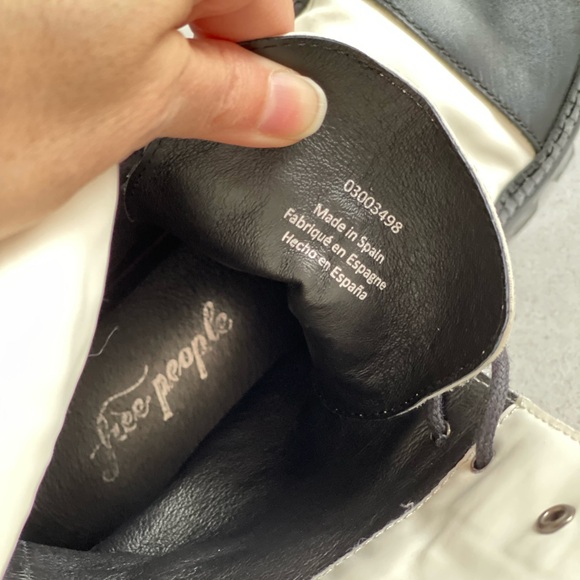 03003498
Made in Spain
Fabriqué en Espagne
Hecho en España
free people